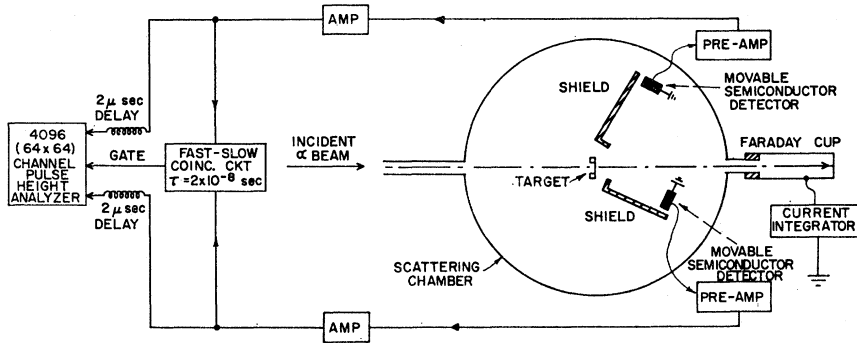 AMP
PRE-AMP
MOVABLE
SEMICONDUCTOR
DETECTOR
SHIELD
2μ sec
DELAY
4096
(64 x 64)
CHANNEL
PULSE
HEIGHT
ANALYZER
GATE
FAST-SLOW
COINC. CKT
τ = 2x10⁻⁸ sec
INCIDENT
∝ BEAM
TARGET
FARADAY CUP
2μ sec
DELAY
SHIELD
CURRENT
INTEGRATOR
MOVABLE
SEMICONDUCTOR
DETECTOR
SCATTERING
CHAMBER
PRE-AMP
AMP